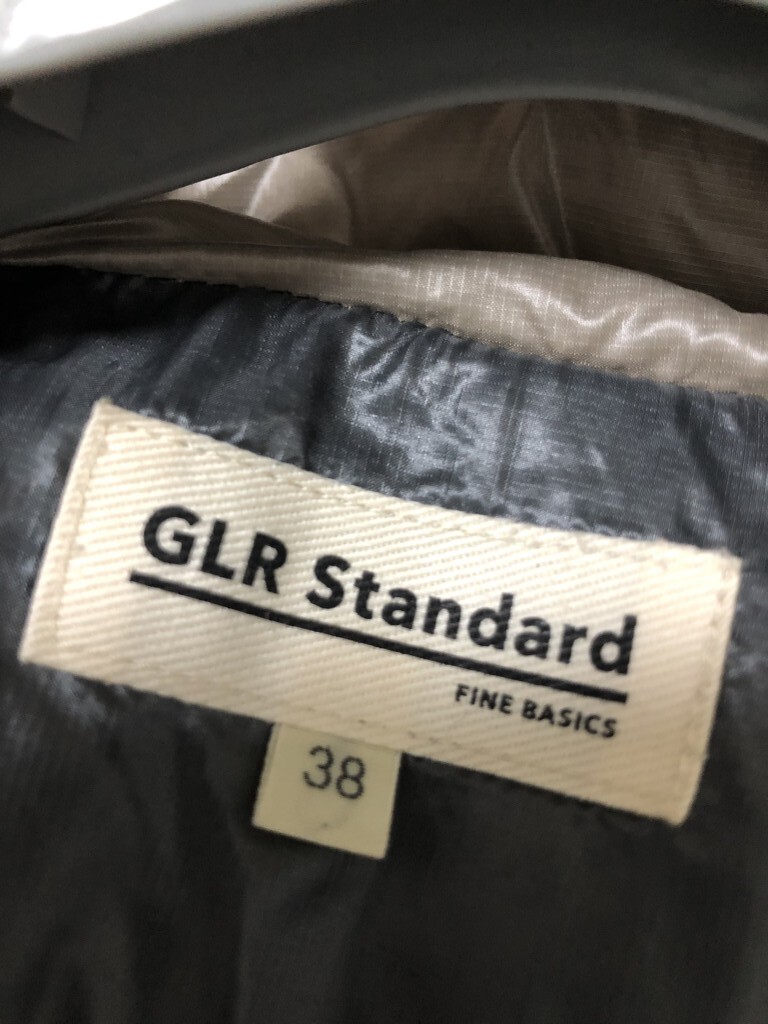 GLR Standard
FINE BASICS
38